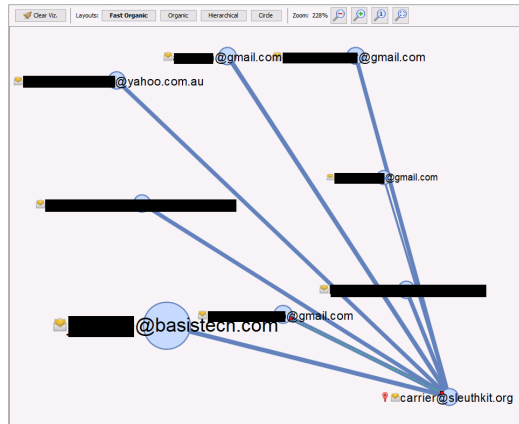 Clear Viz. Layouts: Fast Organic Organic Hierarchical Circle Zoom: 228%
@gmail.com @gmail.com
@yahoo.com.au
@gmail.com
@gmail.com
@basistech.com
carrier@sleuthkit.org